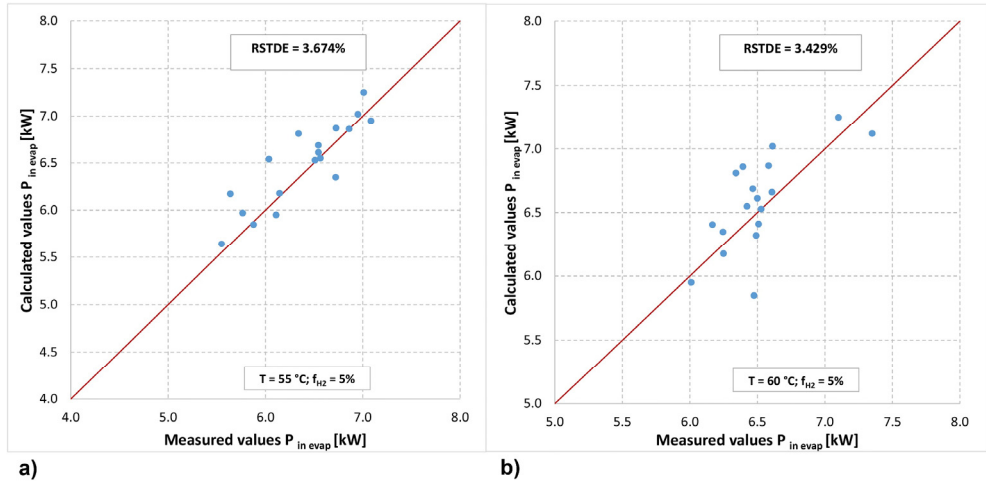 8.0
7.5
7.0
6.5
6.0
5.5
5.0
4.5
4.0
Calculated values P in evap [kW]
RSTDE = 3.674%
T = 55 °C; fH2 = 5%
4.0 5.0 6.0 7.0 8.0
Measured values P in evap [kW]
a)
8.0
7.5
7.0
6.5
6.0
5.5
5.0
Calculated values P in evap [kW]
RSTDE = 3.429%
T = 60 °C; fH2 = 5%
5.0 5.5 6.0 6.5 7.0 7.5 8.0
Measured values P in evap [kW]
b)